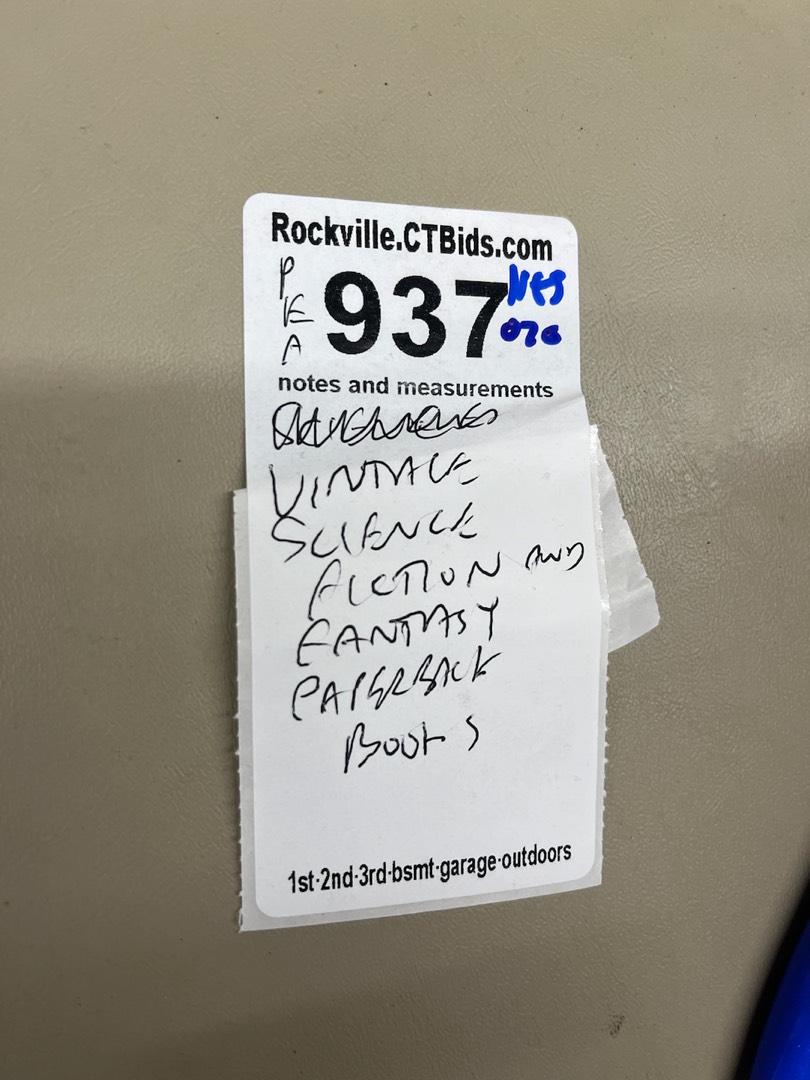 Rockville.CTBids.com
PEA
937
notes and measurements
VINTAGE
SCIENCE
FICTION AND
FANTASY
PAPERBACK
BOOKS
1st·2nd·3rd·bsmt·garage·outdoors